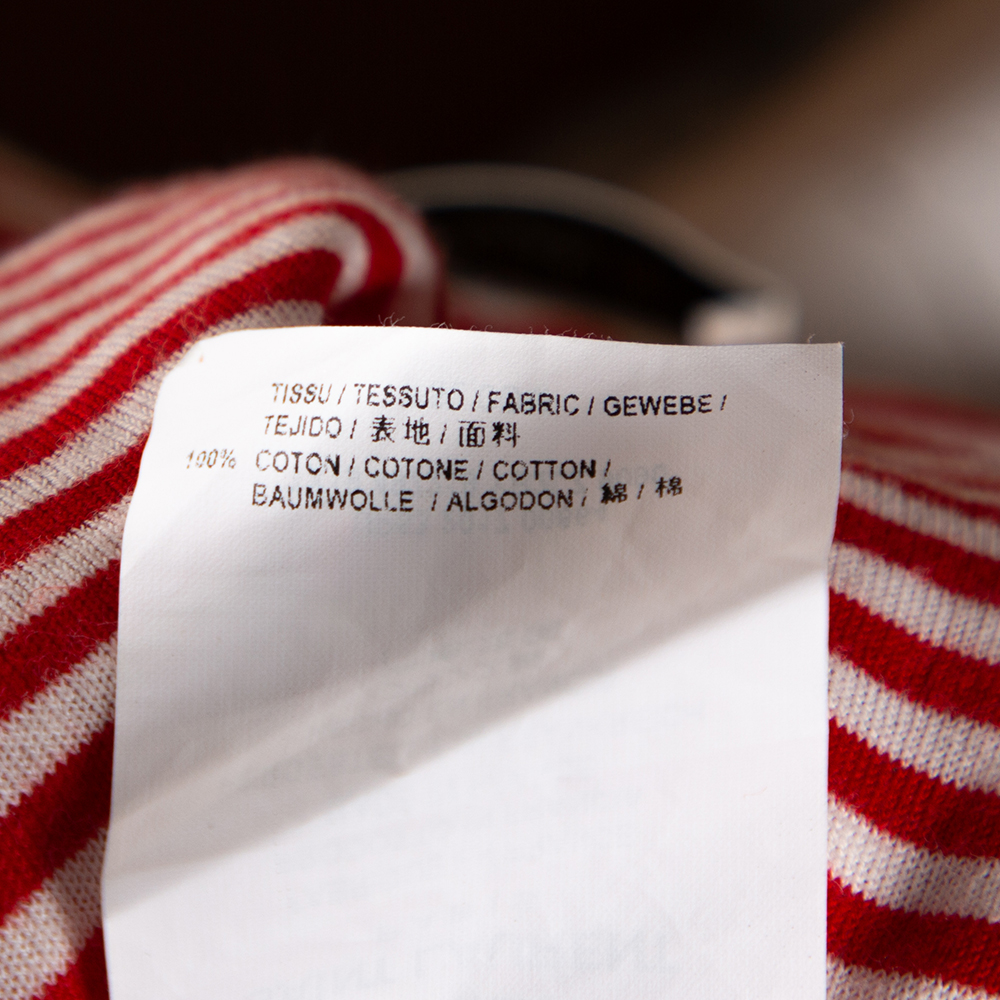 TISSU / TESSUTO / FABRIC / GEWEBE /
TEJIDO / 表地 / 面料
100% COTON / COTONE / COTTON /
BAUMWOLLE / ALGODON / 綿 / 棉